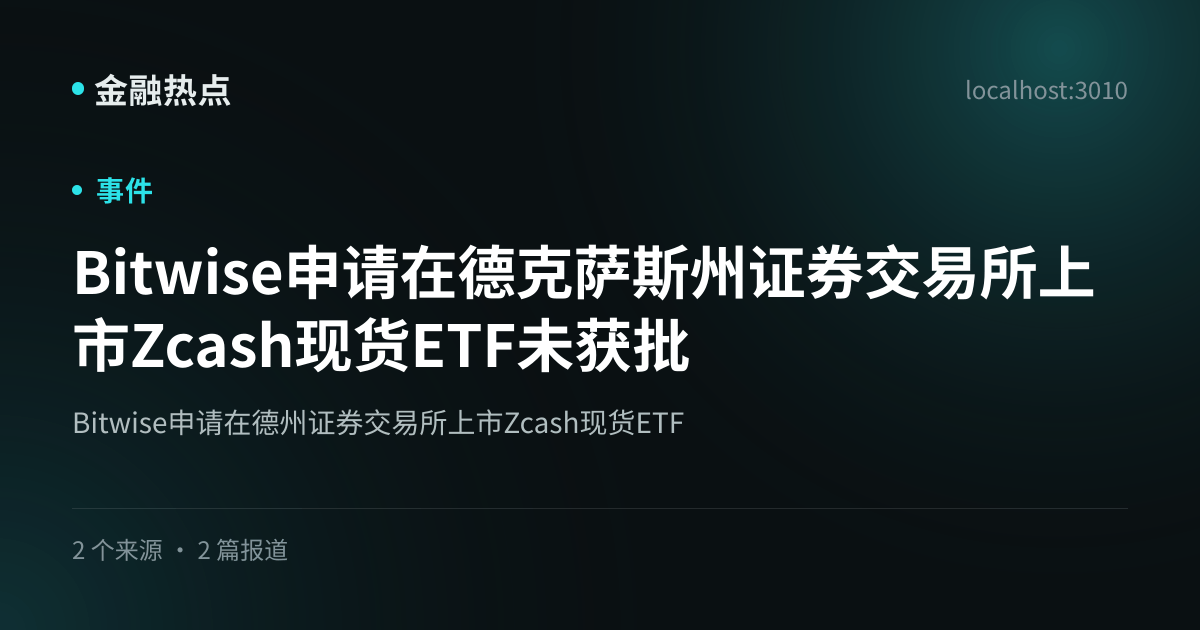 金融热点
localhost:3010
事件
Bitwise申请在德克萨斯州证券交易所上
市Zcash现货ETF未获批
Bitwise申请在德州证券交易所上市Zcash现货ETF
2 个来源 · 2 篇报道